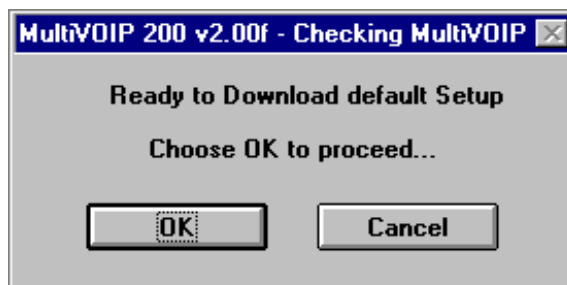 MultiVOIP 200 v2.00f - Checking MultiVOIP
Ready to Download default Setup
Choose OK to proceed...
OK
Cancel